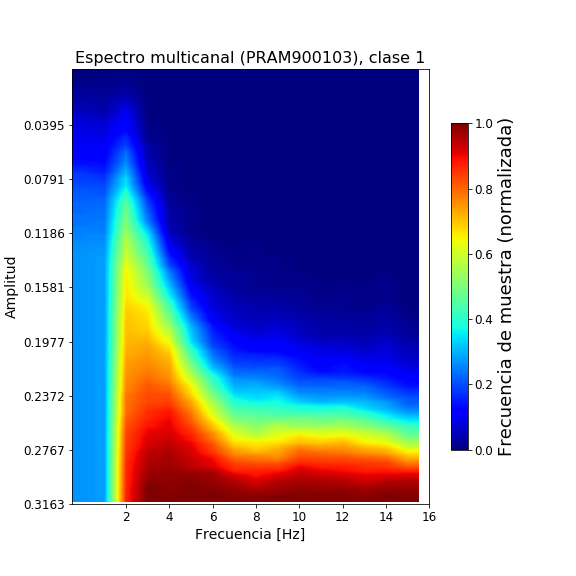 Espectro multicanal (PRAM900103), clase 1
0.0395
0.0791
0.1186
0.1581
0.1977
0.2372
0.2767
0.3163
Amplitud
2 4 6 8 10 12 14 16
Frecuencia [Hz]
1.0
0.8
0.6
0.4
0.2
0.0
Frecuencia de muestra (normalizada)